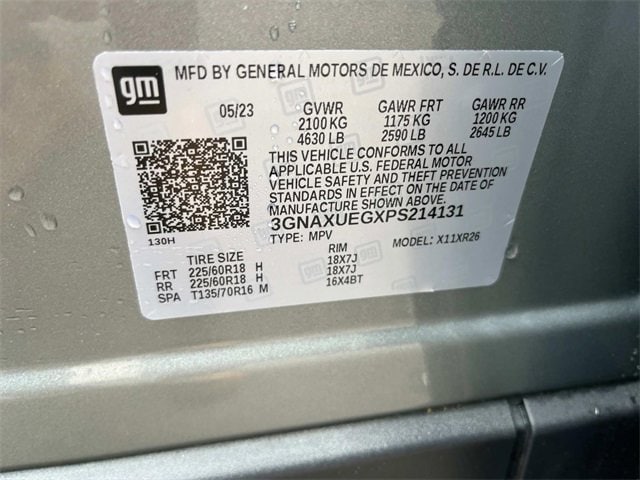 gm
MFD BY GENERAL MOTORS DE MEXICO, S. DE R.L. DE C.V.
05/23 GVWR GAWR FRT GAWR RR
2100 KG 1175 KG 1200 KG
4630 LB 2590 LB 2645 LB
THIS VEHICLE CONFORMS TO ALL
APPLICABLE U.S. FEDERAL MOTOR
VEHICLE SAFETY AND THEFT PREVENTION
STANDARDS IN EFFECT ON THE DATE OF
MANUFACTURE SHOWN ABOVE.
3GNAXUEGXPS214131
130H
TYPE: MPV MODEL: X11XR26
TIRE SIZE RIM
FRT 225/60R18 H 18X7J
RR 225/60R18 H 18X7J
SPA T135/70R16 M 16X4BT